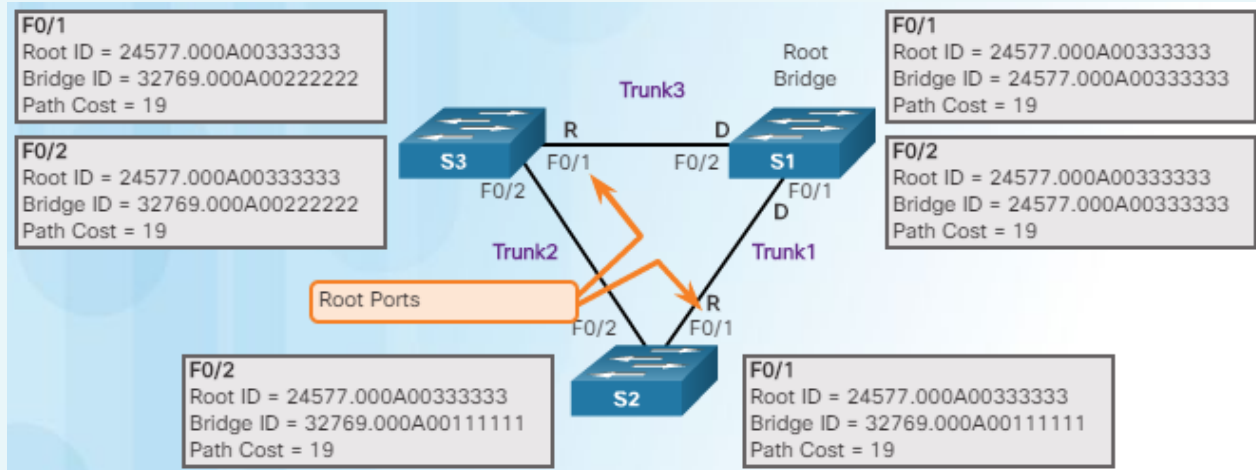 F0/1
Root ID = 24577.000A00333333
Bridge ID = 32769.000A00222222
Path Cost = 19
F0/1
Root ID = 24577.000A00333333
Bridge ID = 24577.000A00333333
Path Cost = 19
Root
Bridge
Trunk3
R
D
S3
F0/1
F0/2
S1
F0/2
F0/1
D
F0/2
Root ID = 24577.000A00333333
Bridge ID = 32769.000A00222222
Path Cost = 19
F0/2
Root ID = 24577.000A00333333
Bridge ID = 24577.000A00333333
Path Cost = 19
Trunk2
Trunk1
Root Ports
R
F0/2
F0/1
S2
F0/2
Root ID = 24577.000A00333333
Bridge ID = 32769.000A00111111
Path Cost = 19
F0/1
Root ID = 24577.000A00333333
Bridge ID = 32769.000A00111111
Path Cost = 19